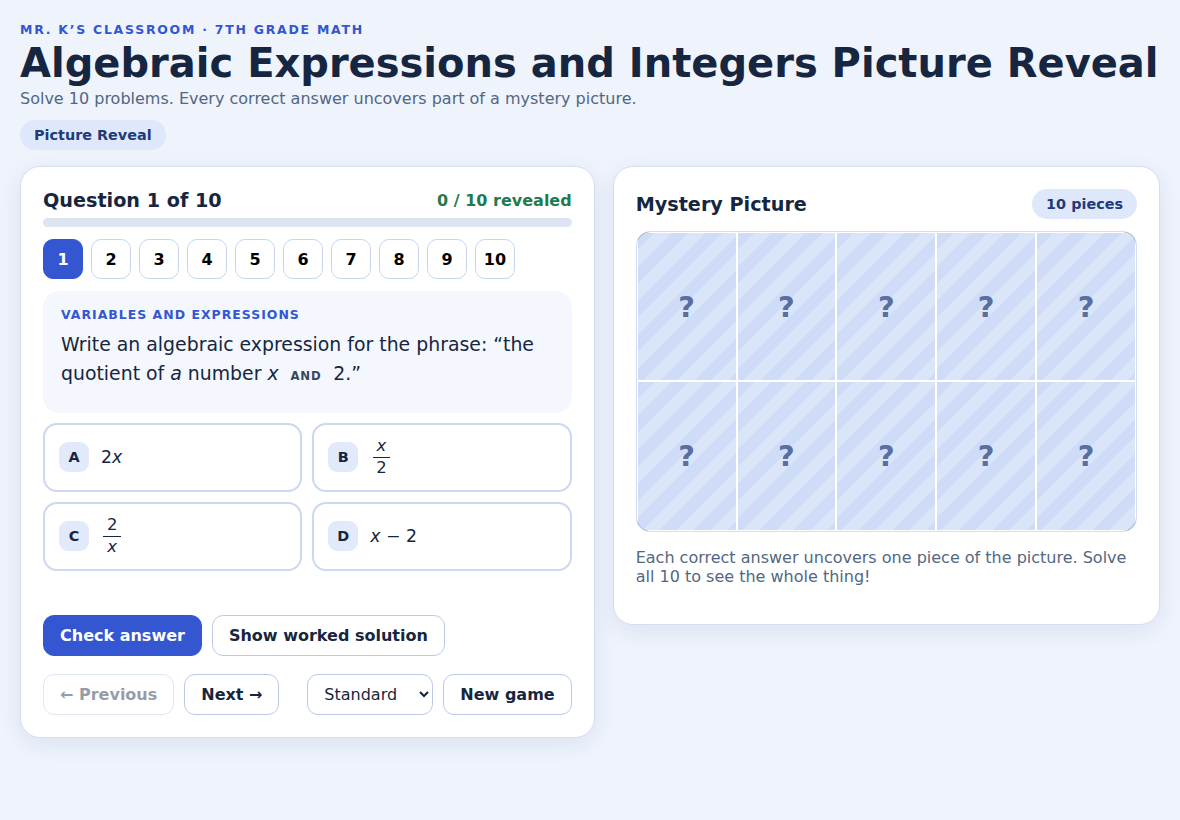 MR. K’S CLASSROOM · 7TH GRADE MATH
Algebraic Expressions and Integers Picture Reveal
Solve 10 problems. Every correct answer uncovers part of a mystery picture.
Picture Reveal
Question 1 of 10
0 / 10 revealed
1 2 3 4 5 6 7 8 9 10
VARIABLES AND EXPRESSIONS
Write an algebraic expression for the phrase: “the
quotient of a number x AND 2.”
A 2x
B x/2
C 2/x
D x − 2
Check answer
Show worked solution
← Previous
Next →
Standard
New game
Mystery Picture
10 pieces
? ? ? ? ?
? ? ? ? ?
Each correct answer uncovers one piece of the picture. Solve
all 10 to see the whole thing!